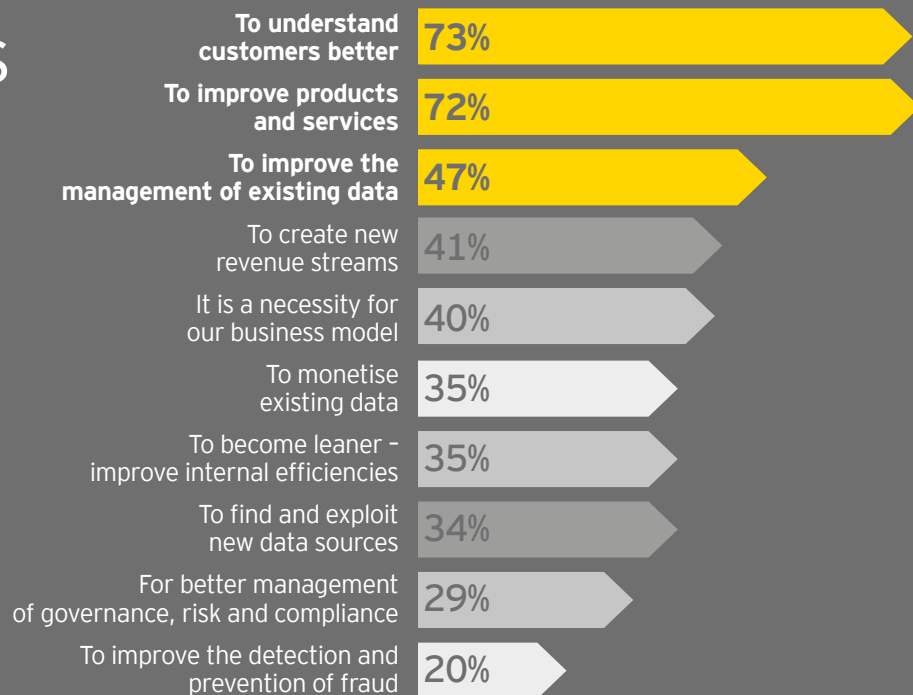 s
To understand
customers better
73%
To improve products
and services
72%
To improve the
management of existing data
47%
To create new
revenue streams
41%
It is a necessity for
our business model
40%
To monetise
existing data
35%
To become leaner –
improve internal efficiencies
35%
To find and exploit
new data sources
34%
For better management
of governance, risk and compliance
29%
To improve the detection and
prevention of fraud
20%